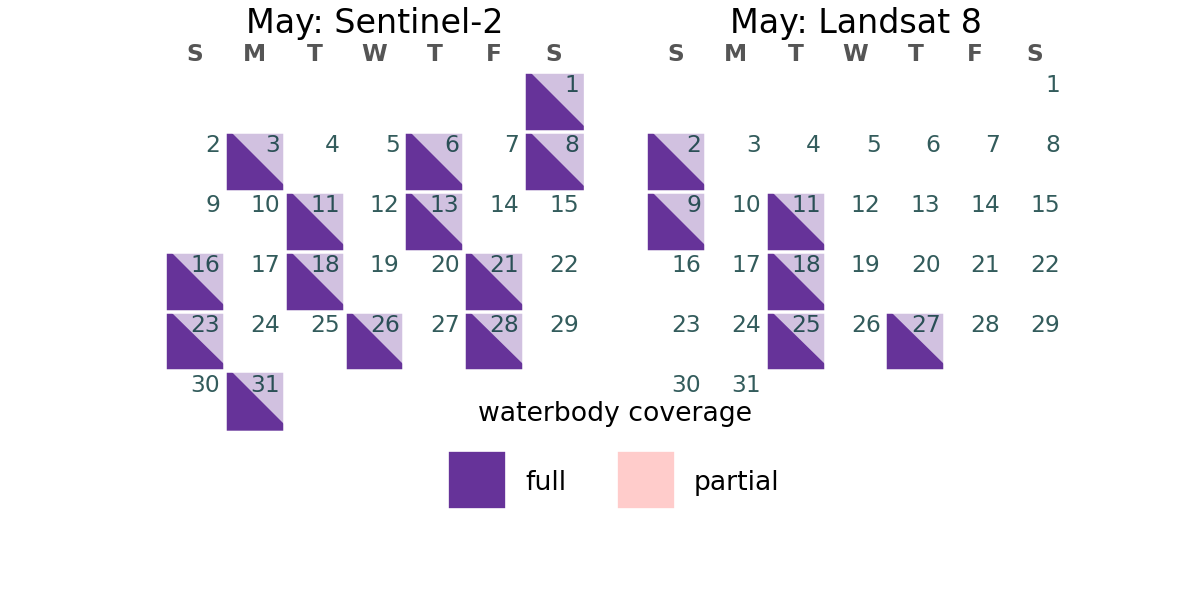 May: Sentinel-2
S M T W T F S
1
2 3 4 5 6 7 8
9 10 11 12 13 14 15
16 17 18 19 20 21 22
23 24 25 26 27 28 29
30 31
May: Landsat 8
S M T W T F S
1
2 3 4 5 6 7 8
9 10 11 12 13 14 15
16 17 18 19 20 21 22
23 24 25 26 27 28 29
30 31
waterbody coverage
full
partial